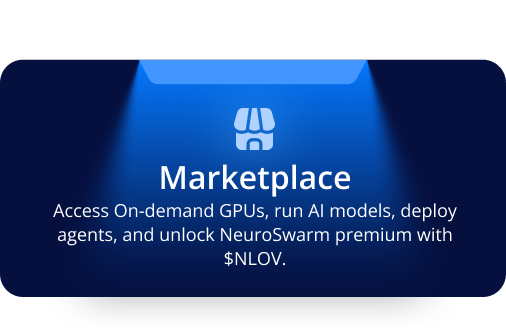 Marketplace
Access On-demand GPUs, run AI models, deploy
agents, and unlock NeuroSwarm premium with
$NLOV.